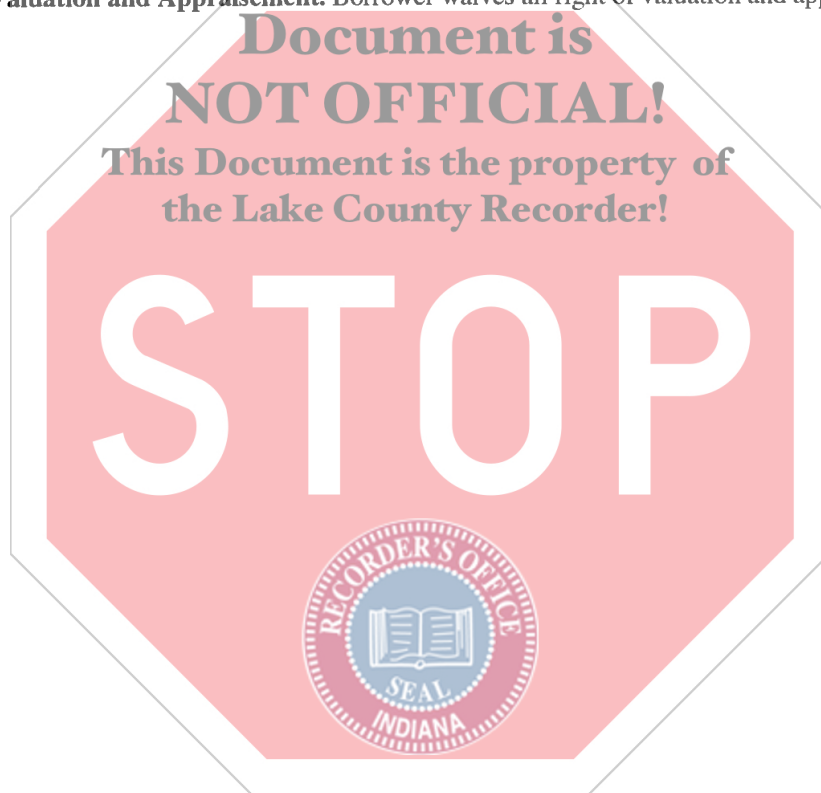 aluation and Appraisement. Borrower waives all right of valuation and app
Document is
NOT OFFICIAL!
This Document is the property of
the Lake County Recorder!
STOP
RECORDER'S OFFICE
SEAL
INDIANA